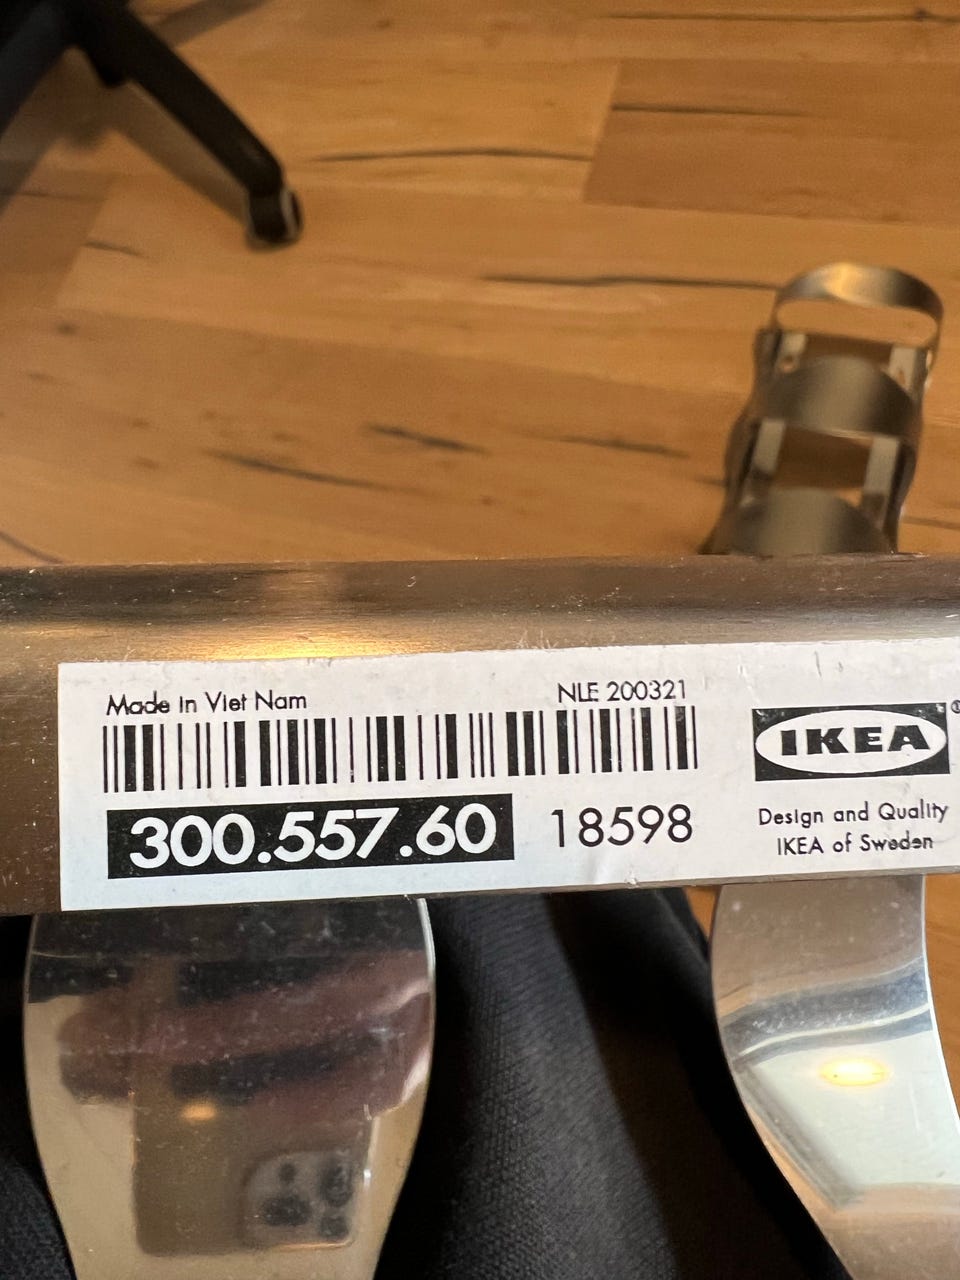 Made in Viet Nam NLE 200321
300.557.60 18598
IKEA®
Design and Quality
IKEA of Sweden